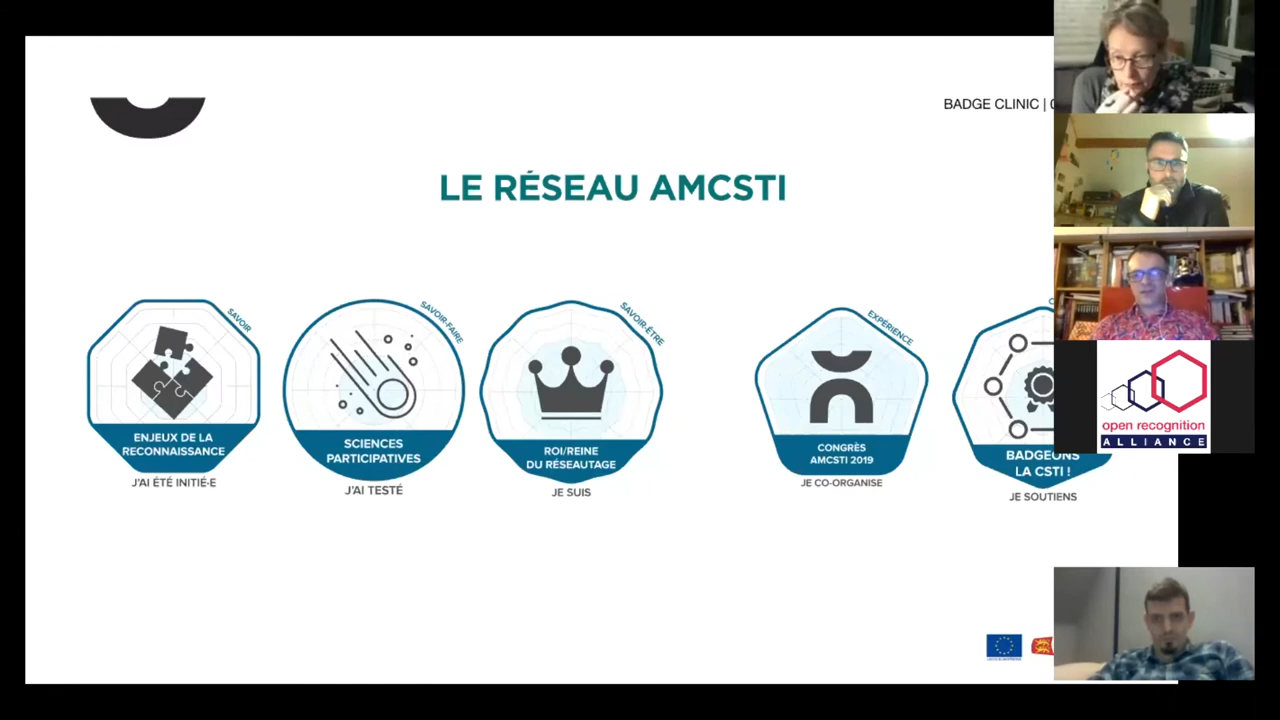 BADGE CLINIC |
LE RÉSEAU AMCSTI
SAVOIR
ENJEUX DE LA
RECONNAISSANCE
J'AI ÉTÉ INITIÉ·E
SAVOIR-FAIRE
SCIENCES
PARTICIPATIVES
J'AI TESTÉ
SAVOIR-ÊTRE
ROI/REINE
DU RÉSEAUTAGE
JE SUIS
EXPÉRIENCE
CONGRÈS
AMCSTI 2019
JE CO-ORGANISE
BADGEONS
LA CSTI !
JE SOUTIENS
open recognition
ALLIANCE